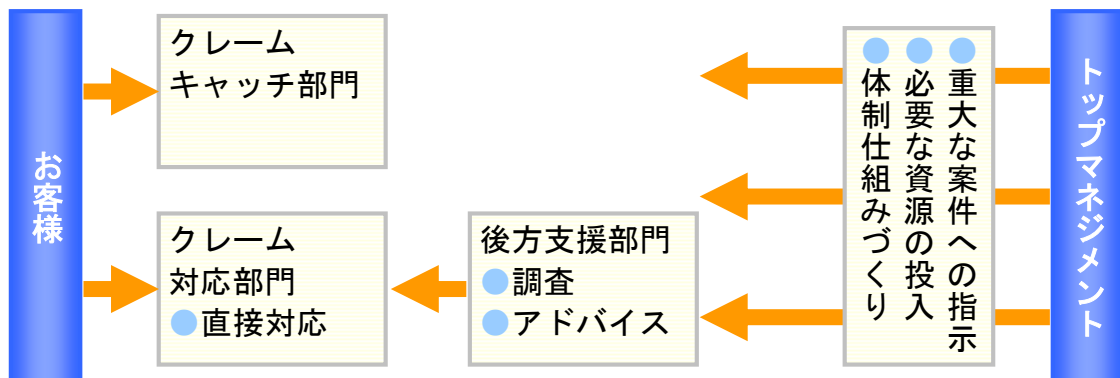 お客様
クレーム
キャッチ部門
クレーム
対応部門
●直接対応
後方支援部門
●調査
●アドバイス
●重大な案件への指示
●必要な資源の投入
●体制仕組みづくり
トップマネジメント